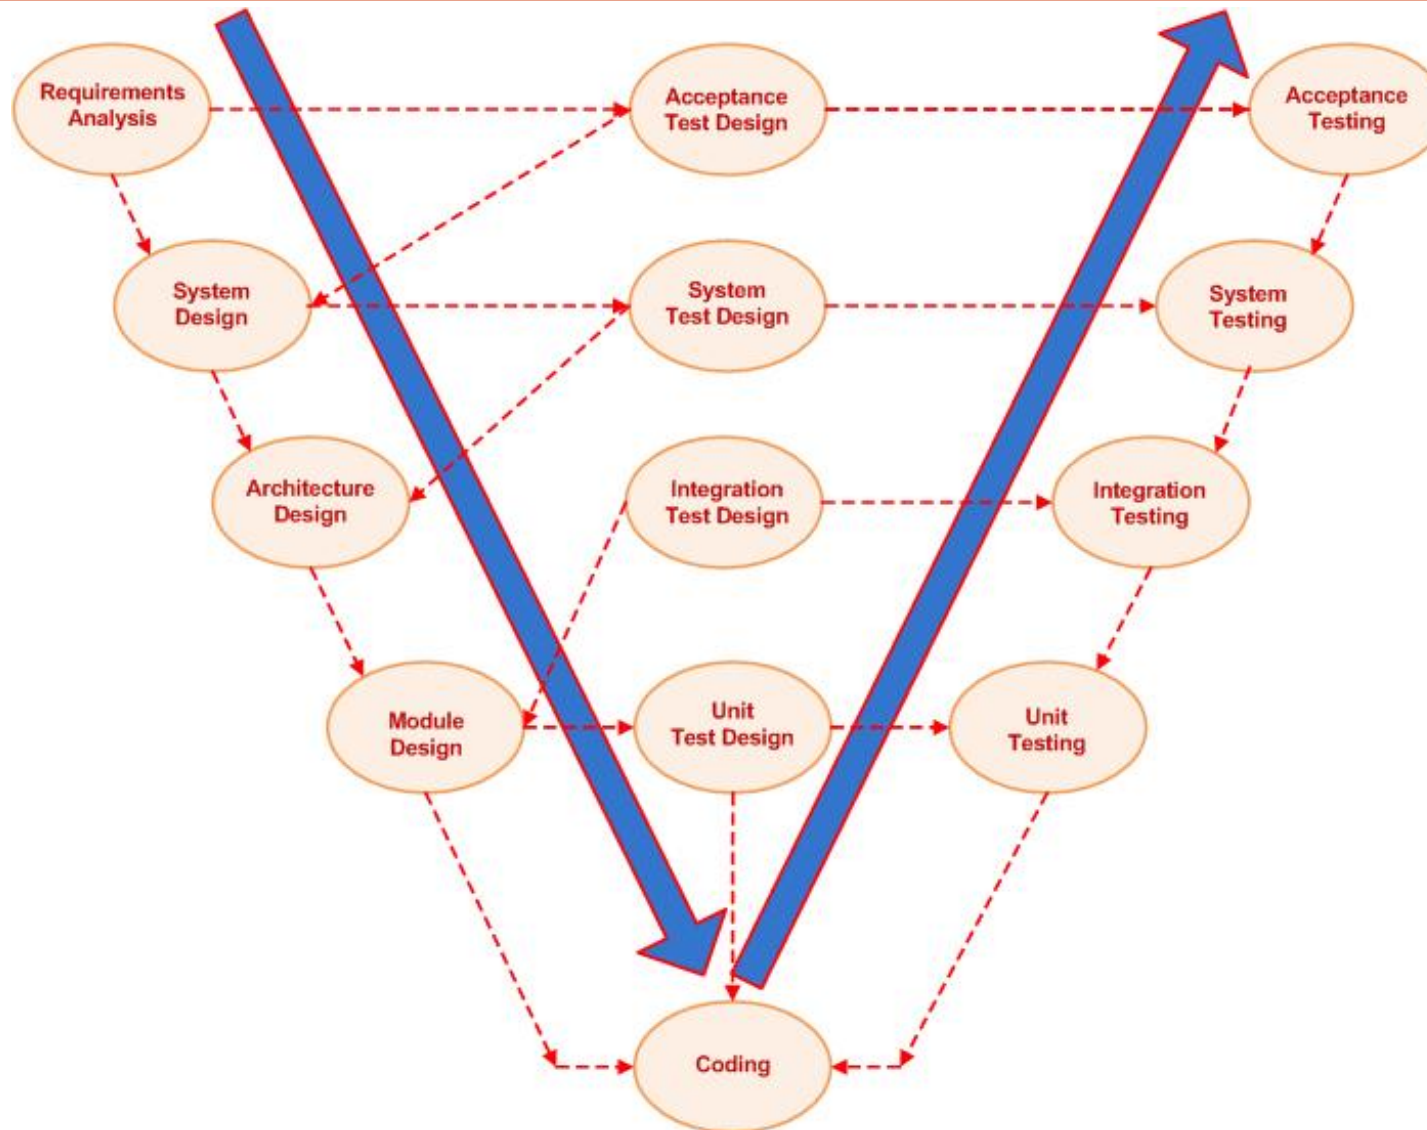 Requirements
Analysis
Acceptance
Test Design
Acceptance
Testing
System
Design
System
Test Design
System
Testing
Architecture
Design
Integration
Test Design
Integration
Testing
Module
Design
Unit
Test Design
Unit
Testing
Coding